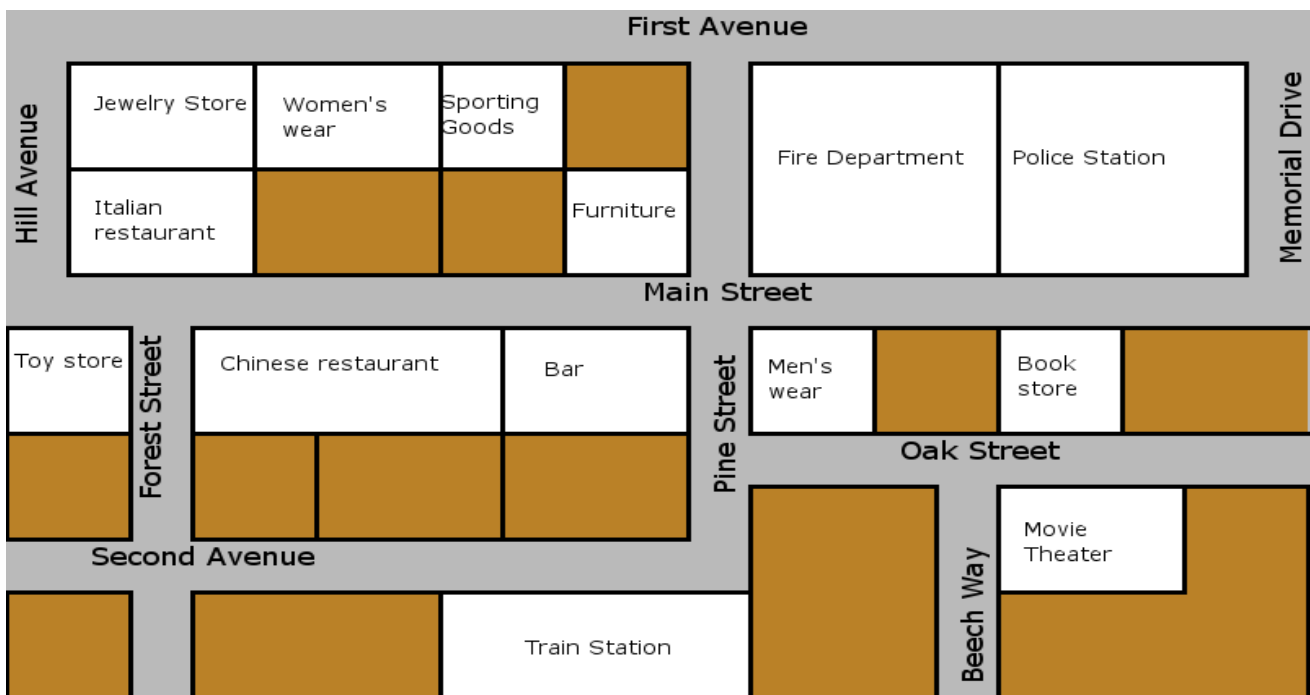 First Avenue
Hill Avenue
Jewelry Store
Women's
wear
Sporting
Goods
Fire Department
Police Station
Memorial Drive
Italian
restaurant
Furniture
Main Street
Toy store
Forest Street
Chinese restaurant
Bar
Pine Street
Men's
wear
Book
store
Oak Street
Second Avenue
Train Station
Beech Way
Movie
Theater